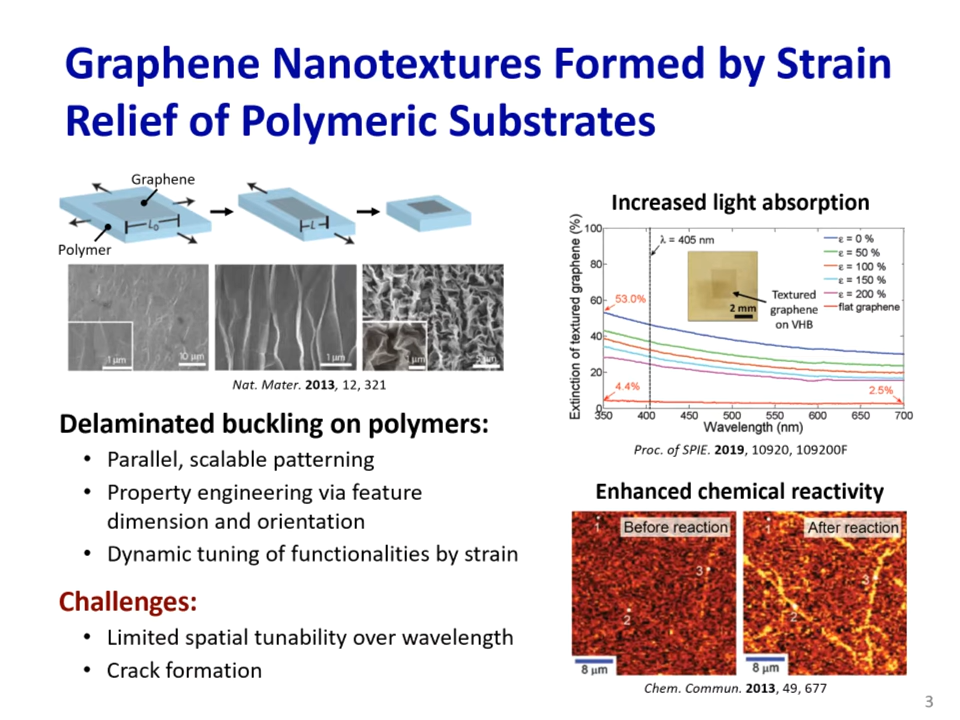 Graphene Nanotextures Formed by Strain
Relief of Polymeric Substrates
Graphene
L₀
L
Polymer
1 µm
10 µm
1 µm
µm
Nat. Mater. 2013, 12, 321
Delaminated buckling on polymers:
• Parallel, scalable patterning
• Property engineering via feature
dimension and orientation
• Dynamic tuning of functionalities by strain
Challenges:
• Limited spatial tunability over wavelength
• Crack formation
Increased light absorption
Extinction of textured graphene (%)
100
80
60
40
20
0
λ = 405 nm
53.0%
4.4%
2.5%
2 mm
Textured
graphene
on VHB
ε = 0 %
ε = 50 %
ε = 100 %
ε = 150 %
ε = 200 %
flat graphene
350 400 450 500 550 600 650 700
Wavelength (nm)
Proc. of SPIE. 2019, 10920, 109200F
Enhanced chemical reactivity
Before reaction
1
3
2
8 µm
After reaction
1
3
2
8 µm
Chem. Commun. 2013, 49, 677
3